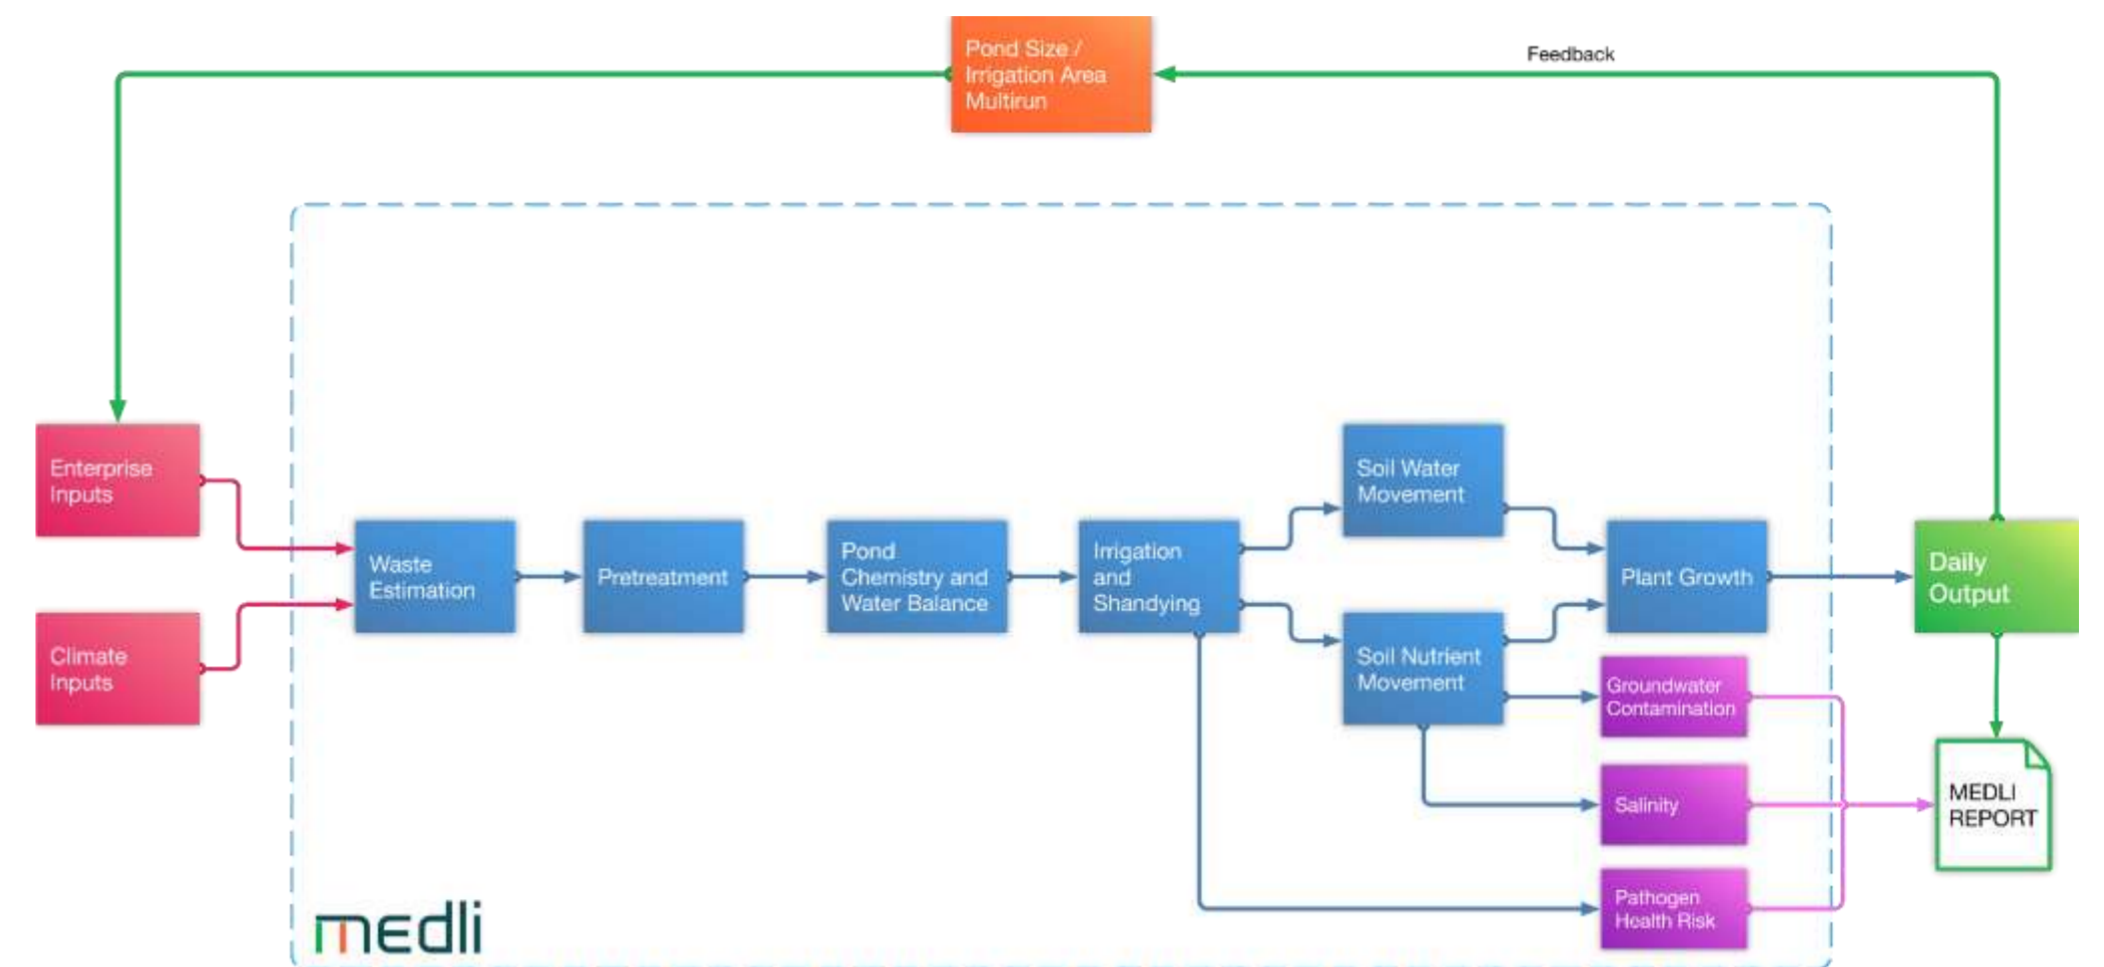 Pond Size /
Irrigation Area
Multirun
Feedback
Enterprise
Inputs
Climate
Inputs
Waste
Estimation
Pretreatment
Pond
Chemistry and
Water Balance
Irrigation
and
Shandying
Soil Water
Movement
Soil Nutrient
Movement
Plant Growth
Groundwater
Contamination
Salinity
Pathogen
Health Risk
Daily
Output
MEDLI
REPORT
medli